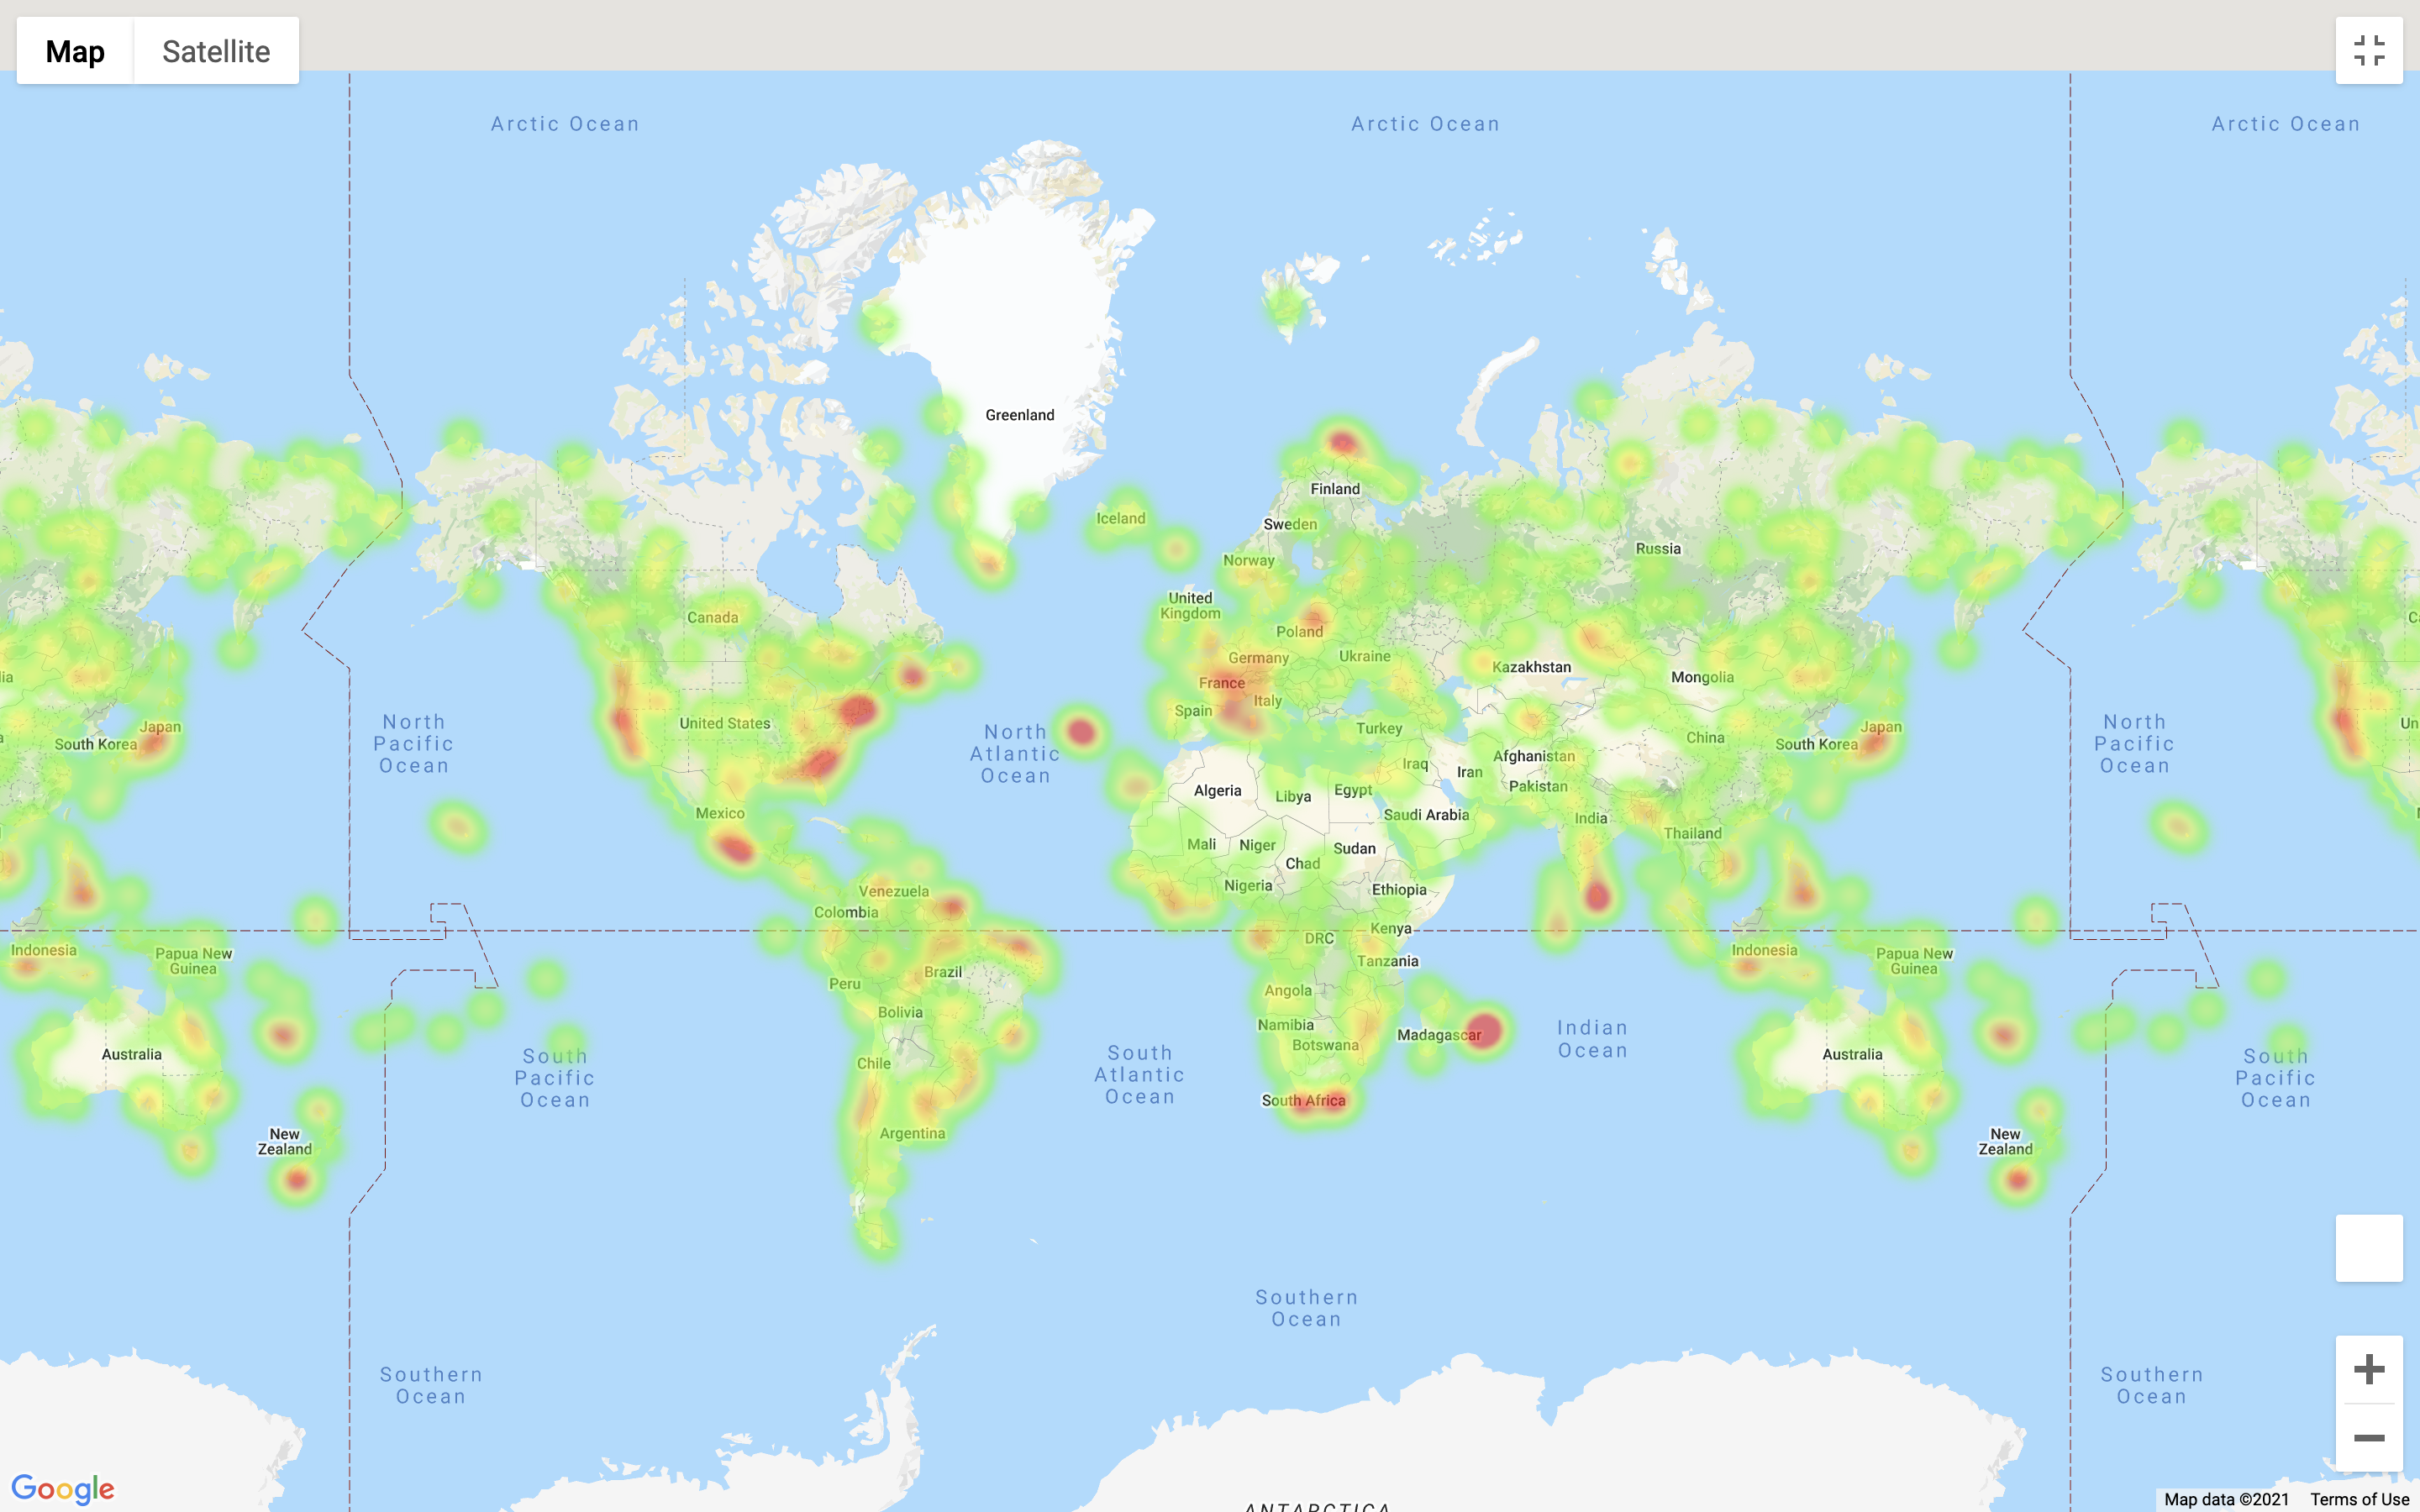 Map
Satellite
Arctic Ocean
Arctic Ocean
Arctic Ocean
Greenland
Finland
Iceland
Sweden
Russia
Norway
United
Kingdom
Canada
Poland
Germany
Ukraine
Kazakhstan
Mongolia
lia
France
Italy
Spain
United States
Turkey
China
Japan
South Korea
Japan
South Korea
Un
North
Pacific
Ocean
North
Atlantic
Ocean
North
Pacific
Ocean
Afghanistan
Iraq
Iran
Algeria
Libya
Egypt
Pakistan
Mexico
Saudi Arabia
India
Thailand
Mali
Niger
Sudan
Chad
Venezuela
Nigeria
Ethiopia
Colombia
Kenya
DRC
Indonesia
Papua New
Guinea
Indonesia
Papua New
Guinea
Tanzania
Brazil
Peru
Angola
Bolivia
Namibia
Madagascar
Botswana
Indian
Ocean
Australia
Australia
Chile
South
Pacific
Ocean
South
Atlantic
Ocean
South
Pacific
Ocean
South Africa
Argentina
New
Zealand
New
Zealand
Southern
Ocean
Southern
Ocean
Southern
Ocean
Google
ANTARCTICA
Map data ©2021
Terms of Use